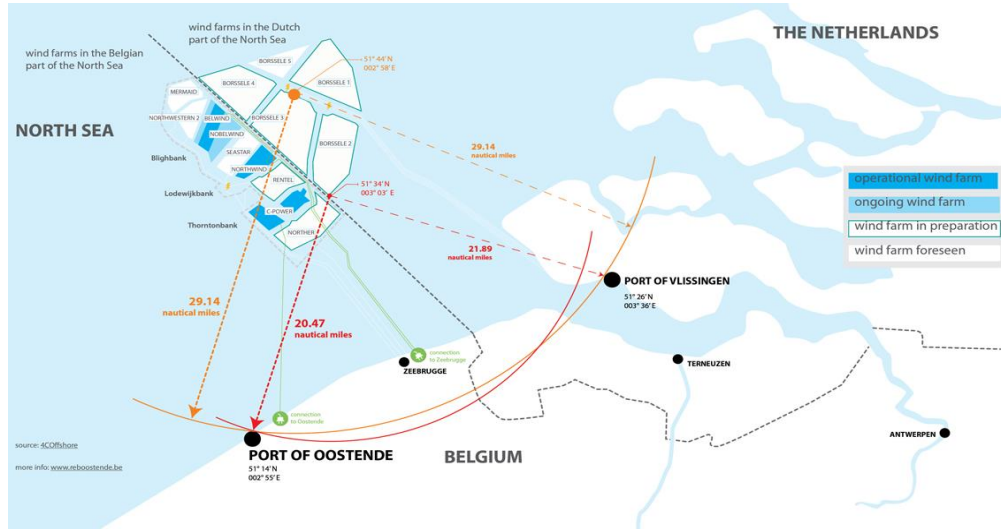 wind farms in the Dutch
part of the North Sea
wind farms in the Belgian
part of the North Sea
THE NETHERLANDS
NORTH SEA
BORSSELE 5
BORSSELE 1
51° 44' N
002° 58' E
BORSSELE 4
MERMAID
NORTHWESTERN 2
BELWIND
BORSSELE 3
NOBELWIND
BORSSELE 2
SEASTAR
Blighbank
NORTHWIND
RENTEL
Lodewijkbank
51° 34' N
003° 03' E
C-POWER
Thorntonbank
NORTHER
29.14
nautical miles
21.89
nautical miles
operational wind farm
ongoing wind farm
wind farm in preparation
wind farm foreseen
PORT OF VLISSINGEN
51° 26' N
003° 36' E
29.14
nautical miles
20.47
nautical miles
connection
to Zeebrugge
ZEEBRUGGE
TERNEUZEN
connection
to Oostende
ANTWERPEN
source: 4COffshore
PORT OF OOSTENDE
BELGIUM
more info: www.reboostende.be
51° 14' N
002° 55' E